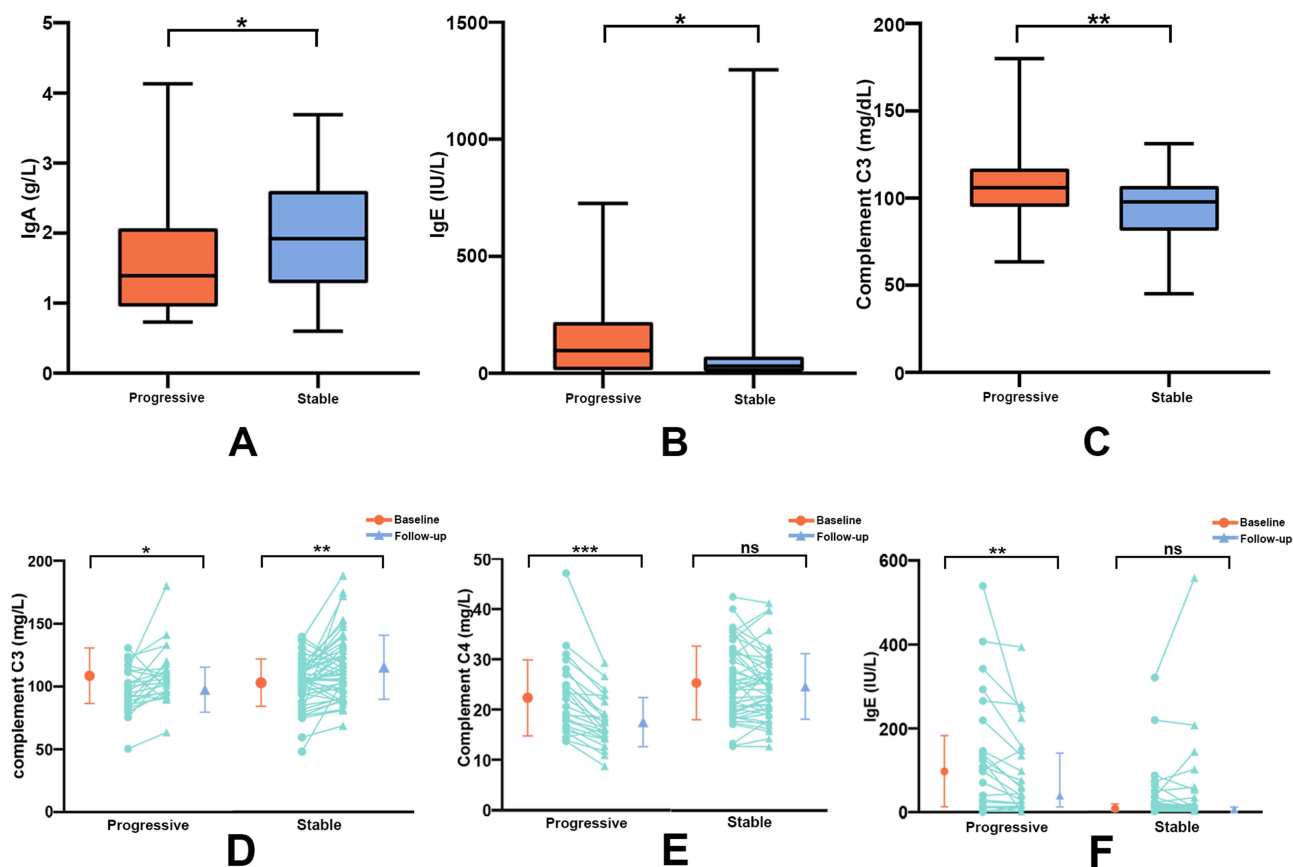 5
4
3
2
1
0
IgA (g/L)
*
Progressive
Stable
A
1500
1000
500
0
IgE (IU/L)
*
Progressive
Stable
B
200
150
100
50
0
Complement C3 (mg/dL)
**
Progressive
Stable
C
Baseline
Follow-up
200
150
100
50
0
complement C3 (mg/L)
*
**
Progressive
Stable
D
Baseline
Follow-up
50
40
30
20
10
0
Complement C4 (mg/L)
***
ns
Progressive
Stable
E
Baseline
Follow-up
600
400
200
0
IgE (IU/L)
**
ns
Progressive
Stable
F